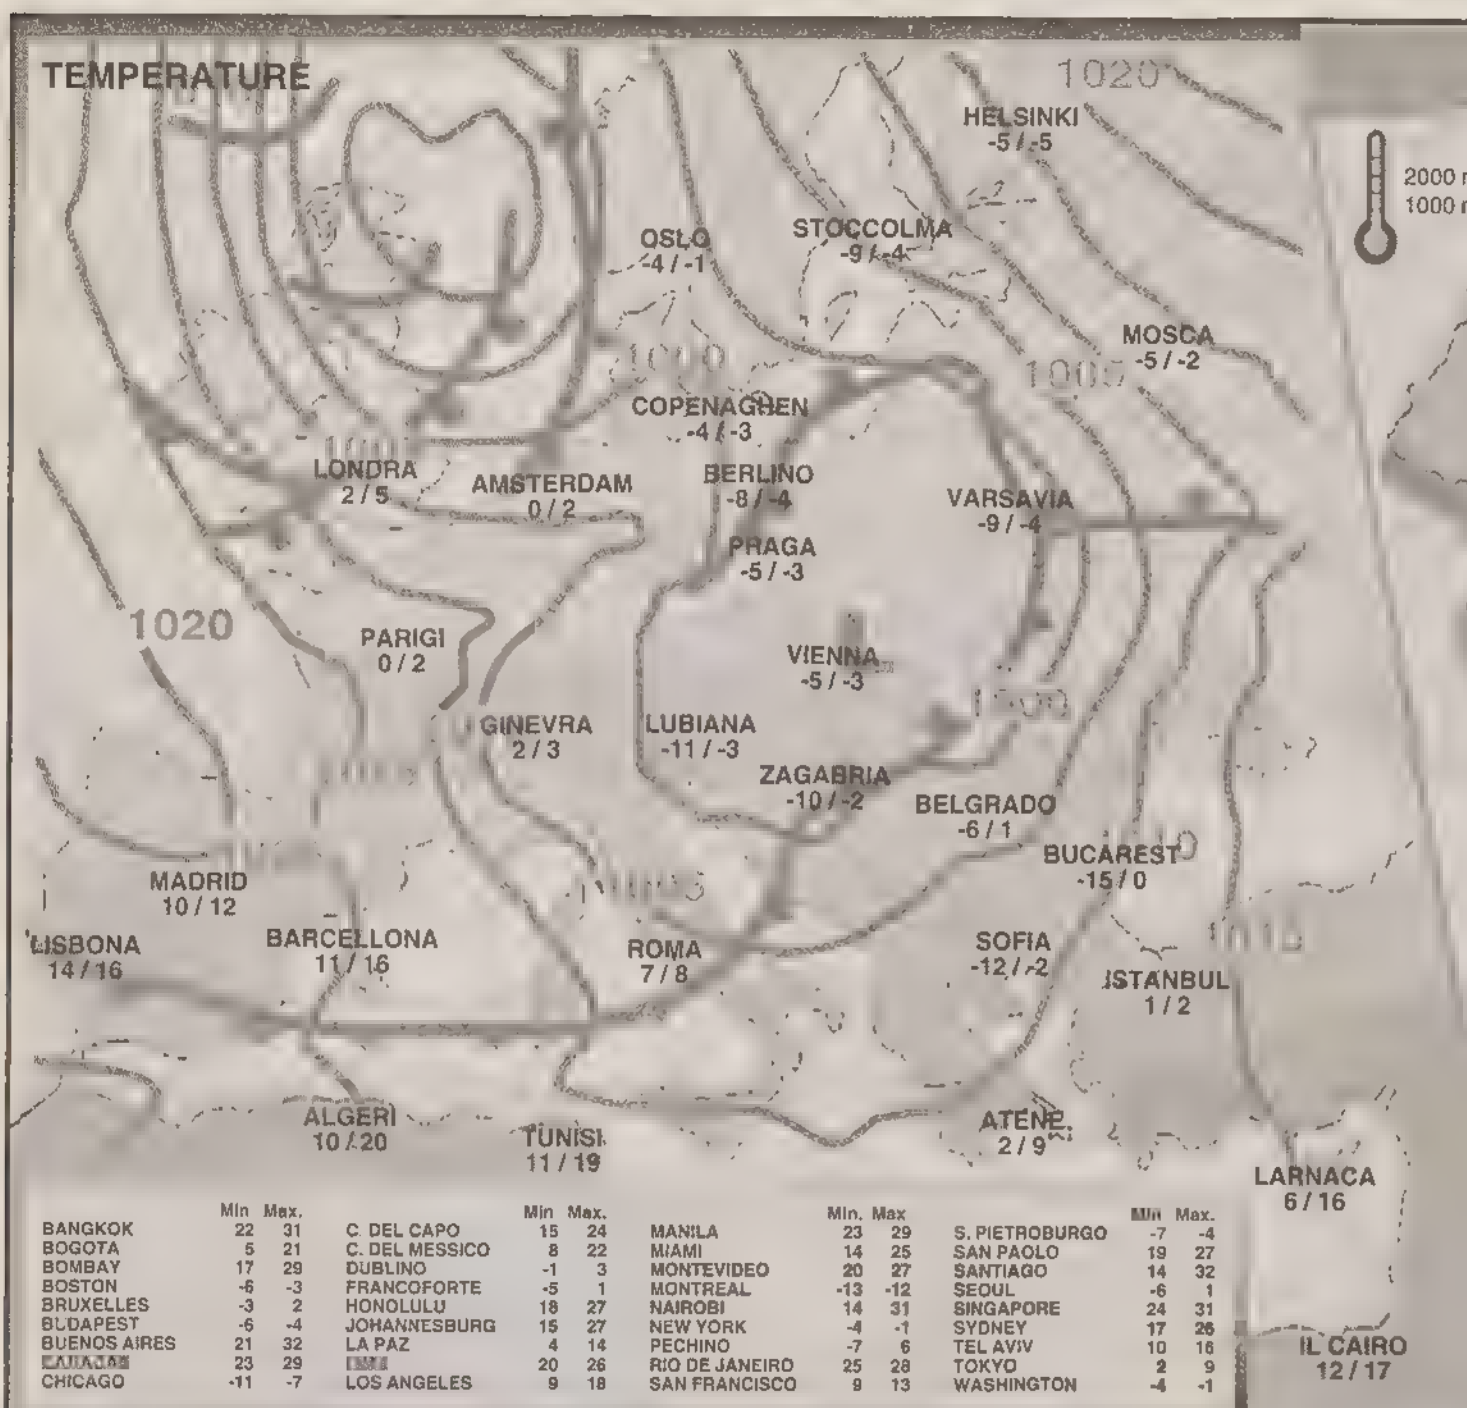 TEMPERATURE
1020
HELSINKI
-5 / -5
2000
1000
OSLO
-4 / -1
STOCCOLMA
-9 / -4
MOSCA
-5 / -2
1005
COPENAGHEN
-4 / -3
LONDRA
2 / 5
AMSTERDAM
0 / 2
BERLINO
-8 / -4
VARSAVIA
-9 / -4
PRAGA
-5 / -3
1020
PARIGI
0 / 2
VIENNA
-5 / -3
1000
GINEVRA
2 / 3
LUBIANA
-11 / -3
ZAGABRIA
-10 / -2
BELGRADO
-6 / 1
BUCAREST
-15 / 0
MADRID
10 / 12
LISBONA
14 / 16
BARCELLONA
11 / 16
ROMA
7 / 8
SOFIA
-12 / -2
ISTANBUL
1 / 2
ALGERI
10 / 20
TUNISI
11 / 19
ATENE
2 / 9
LARNACA
6 / 16
IL CAIRO
12 / 17
Min Max. Min Max. Min. Max Min Max.
BANGKOK 22 31 C. DEL CAPO 15 24 MANILA 23 29 S. PIETROBURGO -7 -4
BOGOTA 5 21 C. DEL MESSICO 8 22 MIAMI 14 25 SAN PAOLO 19 27
BOMBAY 17 29 DUBLINO -1 3 MONTEVIDEO 20 27 SANTIAGO 14 32
BOSTON -6 -3 FRANCOFORTE -5 1 MONTREAL -13 -12 SEOUL -6 1
BRUXELLES -3 2 HONOLULU 18 27 NAIROBI 14 31 SINGAPORE 24 31
BUDAPEST -6 -4 JOHANNESBURG 15 27 NEW YORK -4 -1 SYDNEY 17 26
BUENOS AIRES 21 32 LA PAZ 4 14 PECHINO -7 6 TEL AVIV 10 16
23 29 20 26 RIO DE JANEIRO 25 28 TOKYO 2 9
CHICAGO -11 -7 LOS ANGELES 9 18 SAN FRANCISCO 9 13 WASHINGTON -4 -1